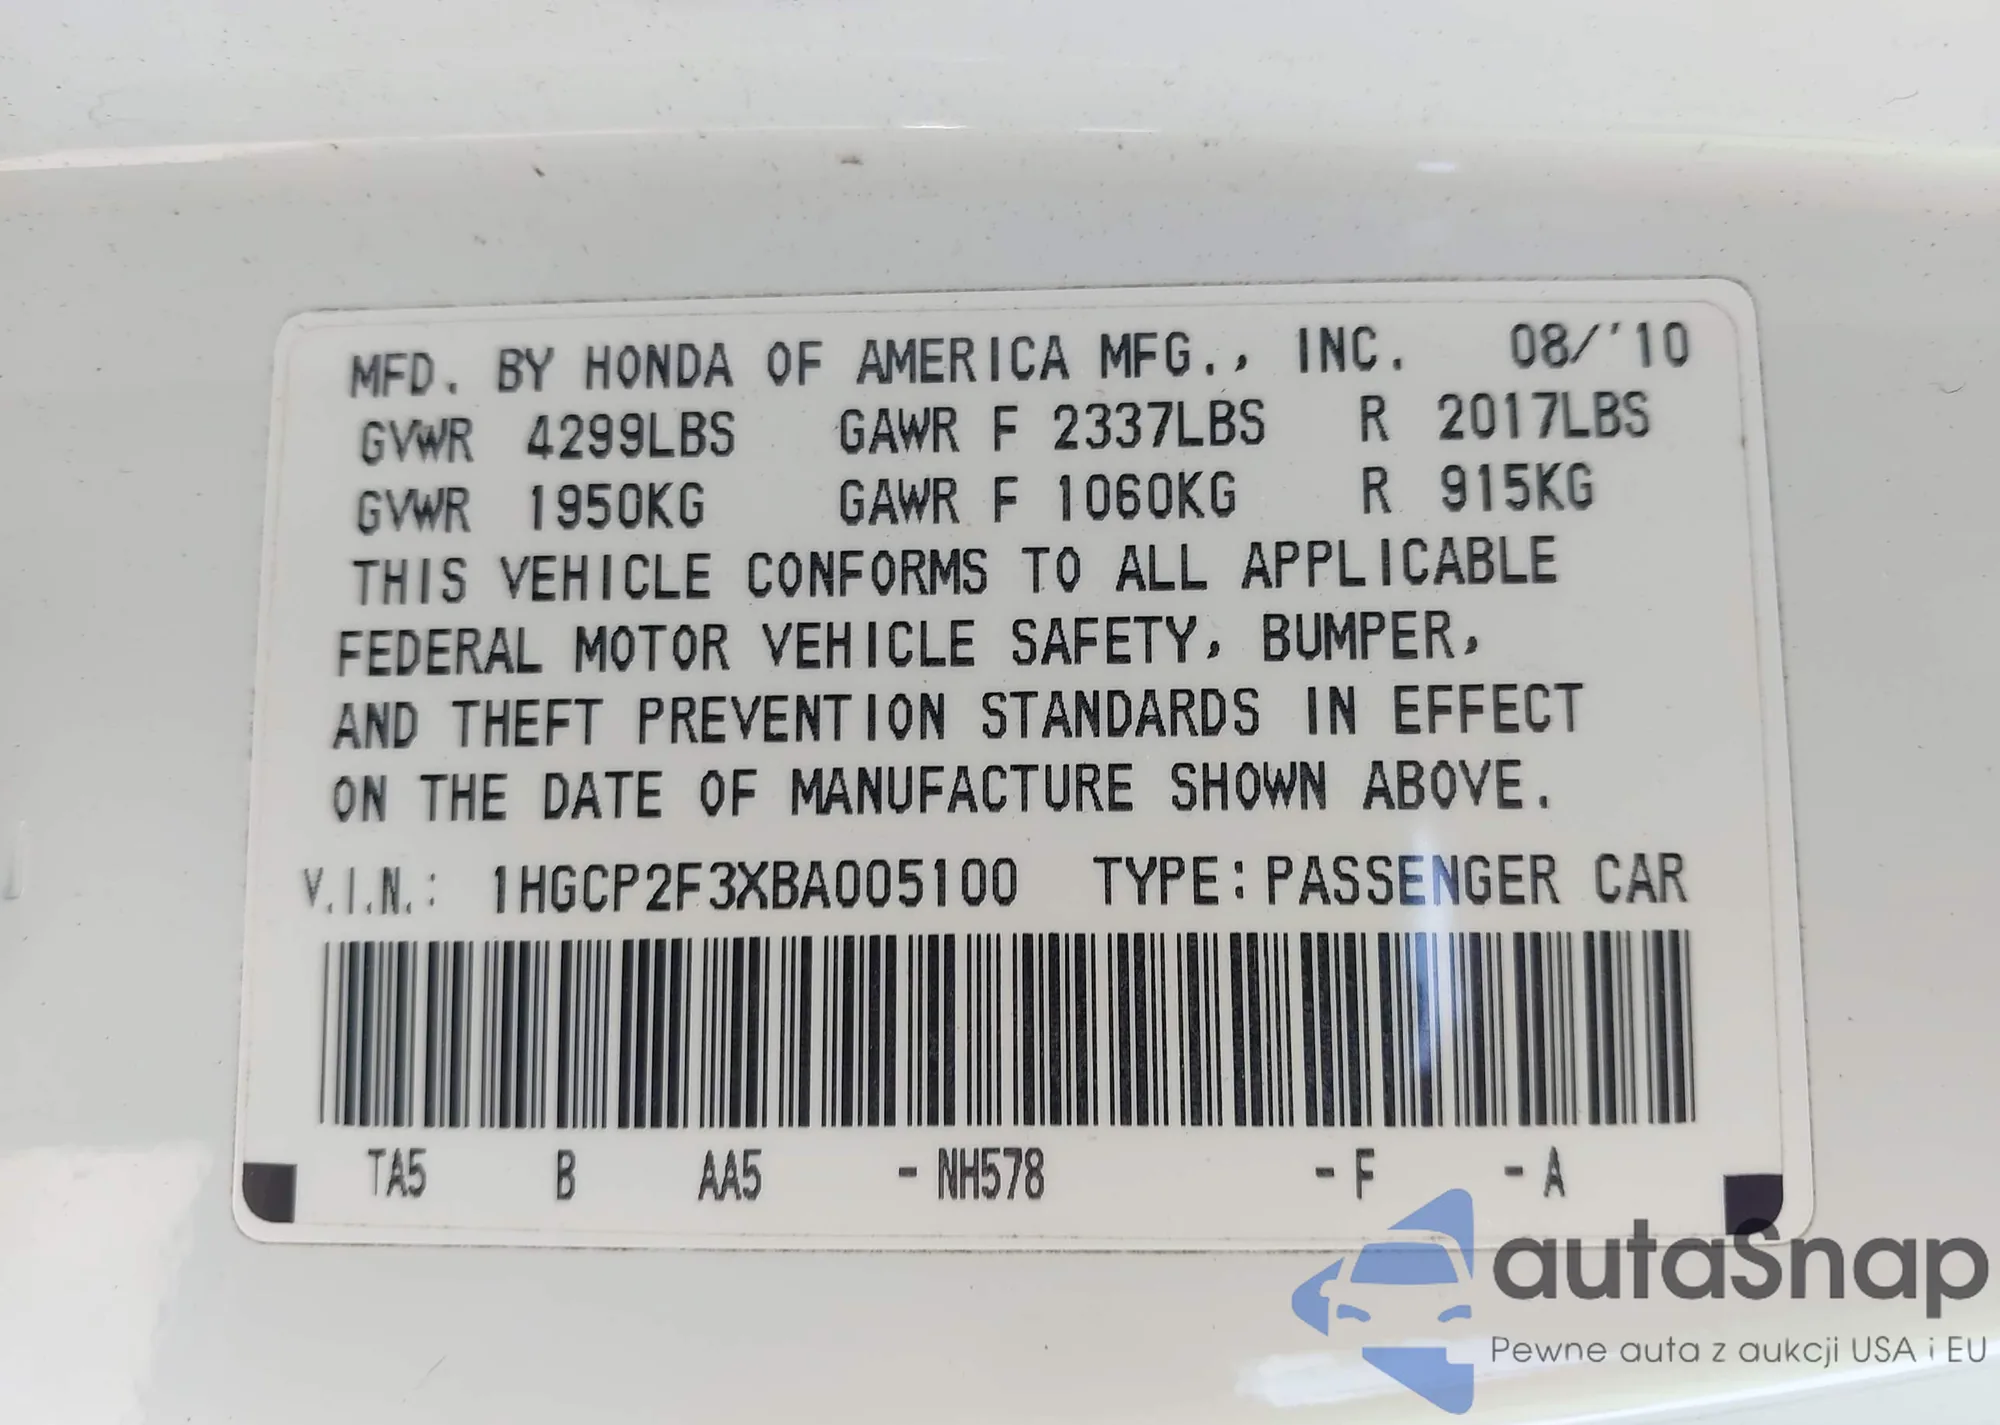 MFD. BY HONDA OF AMERICA MFG., INC. 08/'10
GVWR 4299LBS GAWR F 2337LBS R 2017LBS
GVWR 1950KG GAWR F 1060KG R 915KG
THIS VEHICLE CONFORMS TO ALL APPLICABLE
FEDERAL MOTOR VEHICLE SAFETY, BUMPER,
AND THEFT PREVENTION STANDARDS IN EFFECT
ON THE DATE OF MANUFACTURE SHOWN ABOVE.
V.I.N.: 1HGCP2F3XBA005100 TYPE: PASSENGER CAR
TA5 B AA5 -NH578 -F -A
autaSnap
Pewne auta z aukcji USA i EU